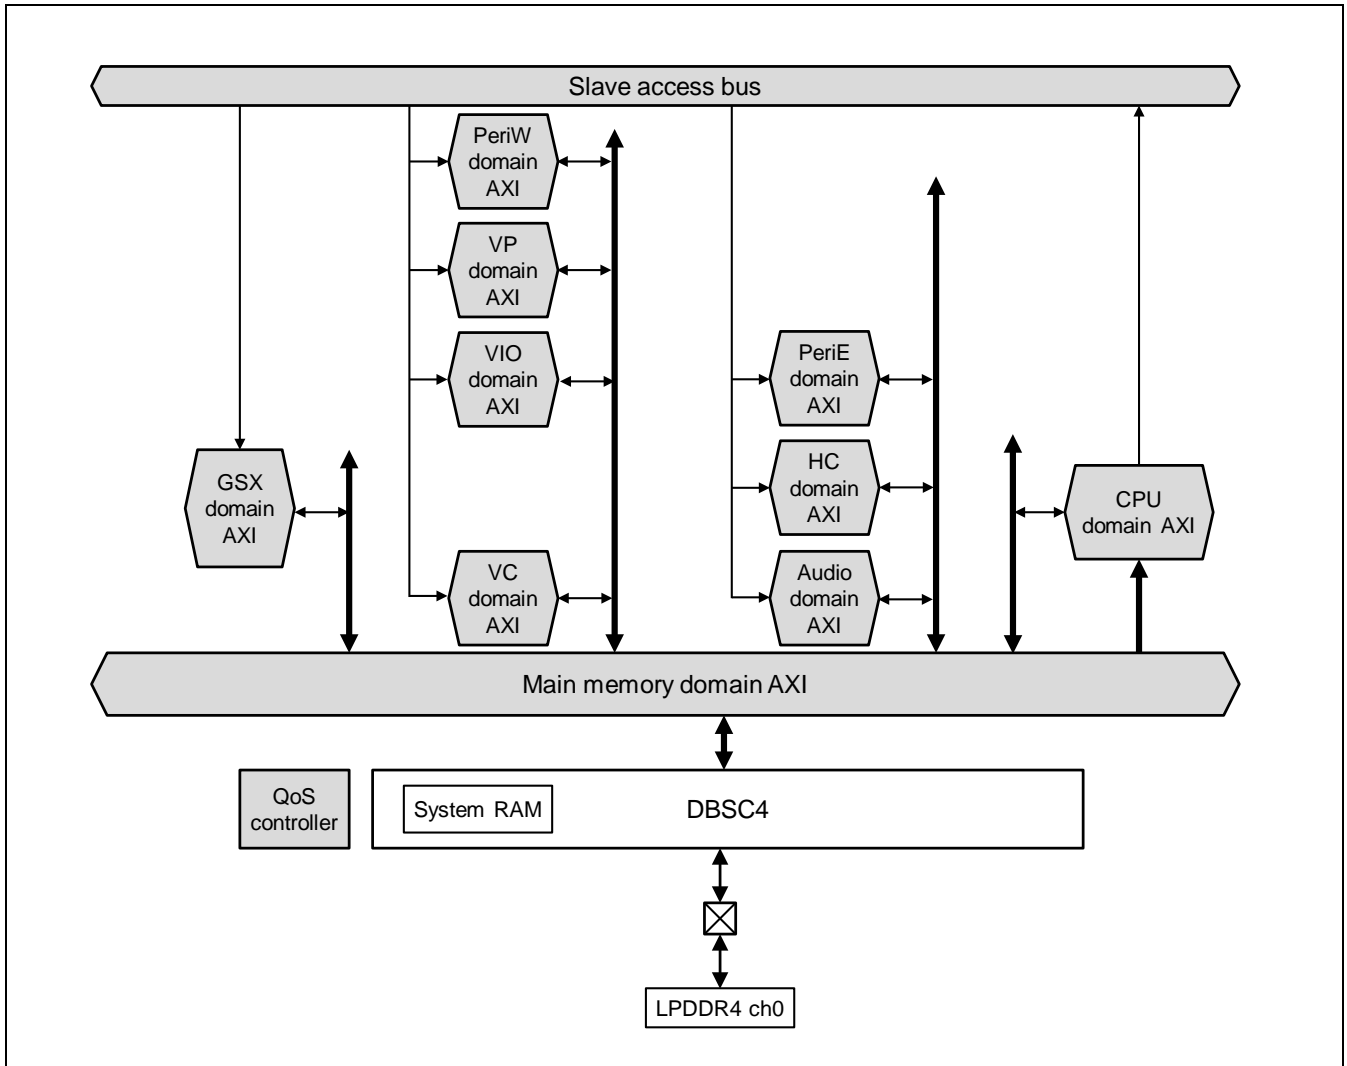 Slave access bus
PeriW
domain
AXI
VP
domain
AXI
VIO
domain
AXI
PeriE
domain
AXI
GSX
domain
AXI
HC
domain
AXI
CPU
domain AXI
VC
domain
AXI
Audio
domain
AXI
Main memory domain AXI
QoS
controller
System RAM
DBSC4
LPDDR4 ch0